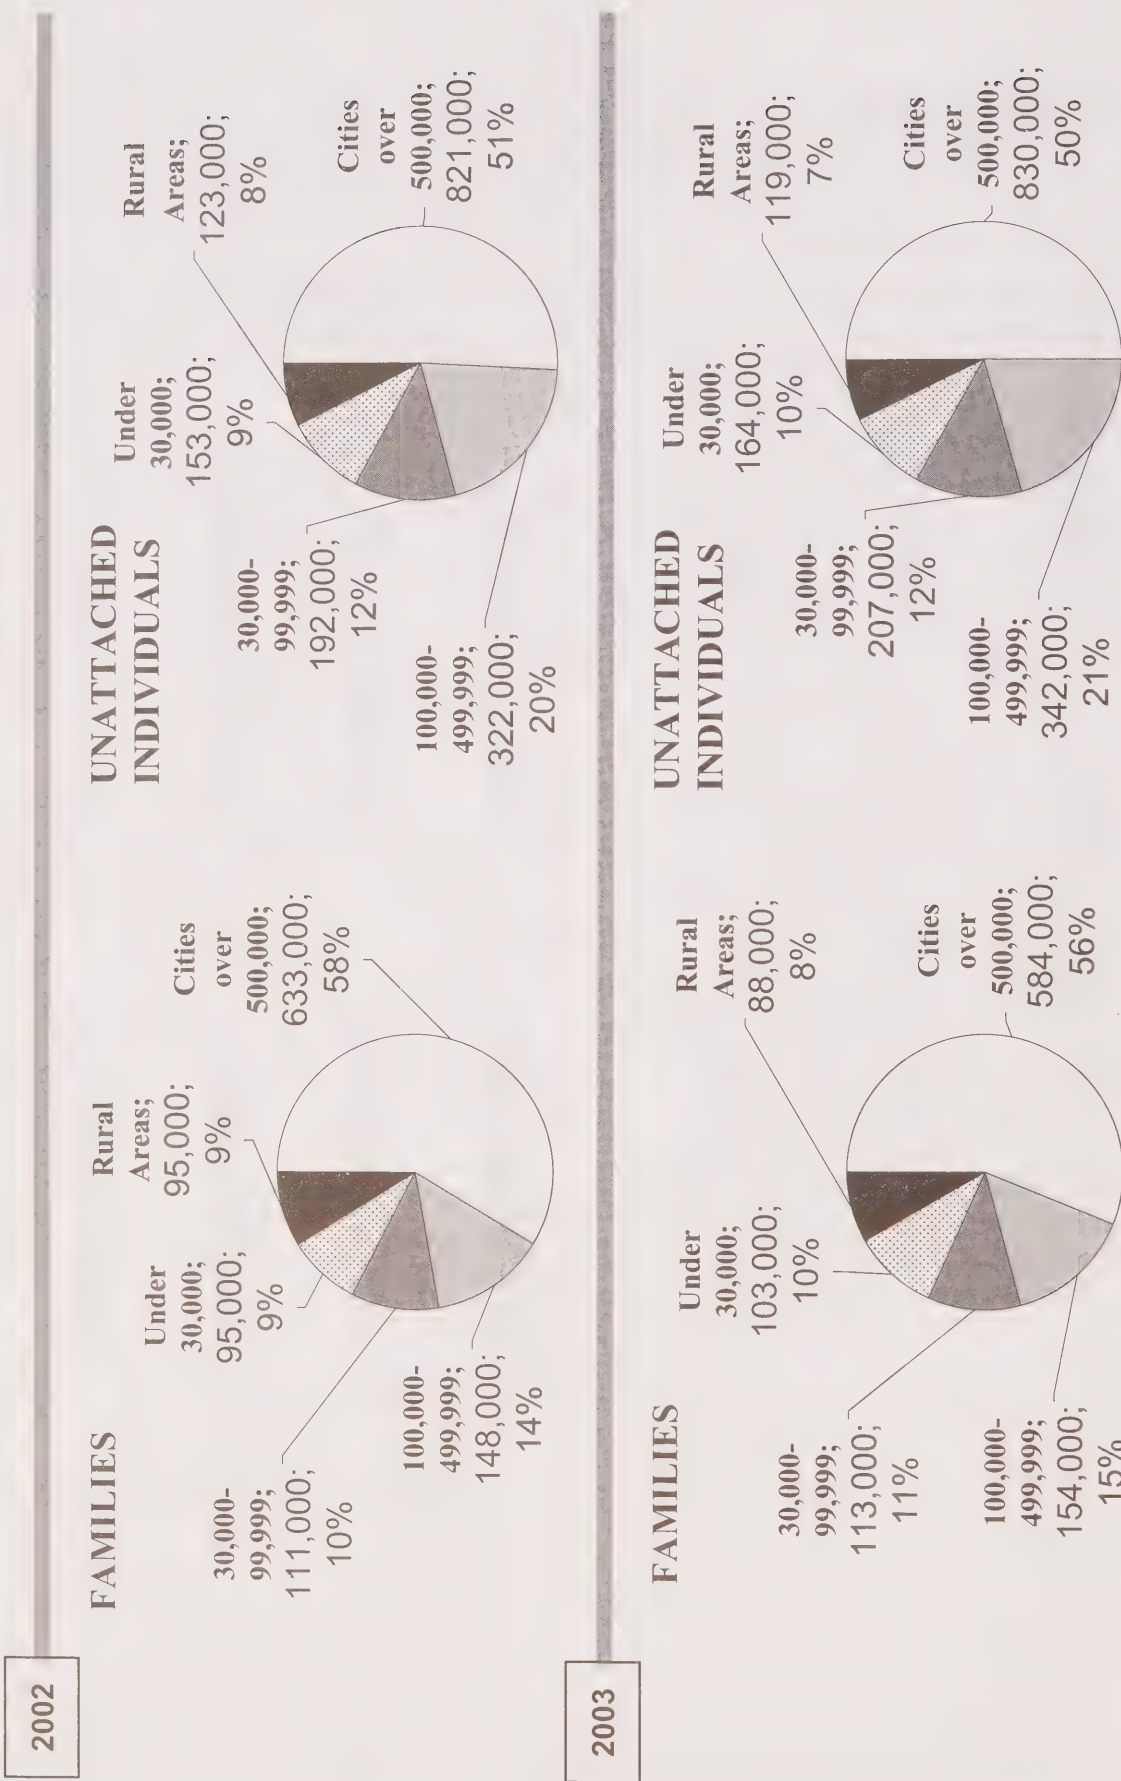 2002
FAMILIES
Rural
Areas;
95,000;
9%
Under
30,000;
95,000;
9%
30,000-
99,999;
111,000;
10%
100,000-
499,999;
148,000;
14%
Cities
over
500,000;
633,000;
58%
UNATTACHED
INDIVIDUALS
Rural
Areas;
123,000;
8%
Under
30,000;
153,000;
9%
30,000-
99,999;
192,000;
12%
100,000-
499,999;
322,000;
20%
Cities
over
500,000;
821,000;
51%
2003
FAMILIES
Rural
Areas;
88,000;
8%
Under
30,000;
103,000;
10%
30,000-
99,999;
113,000;
11%
100,000-
499,999;
154,000;
15%
Cities
over
500,000;
584,000;
56%
UNATTACHED
INDIVIDUALS
Rural
Areas;
119,000;
7%
Under
30,000;
164,000;
10%
30,000-
99,999;
207,000;
12%
100,000-
499,999;
342,000;
21%
Cities
over
500,000;
830,000;
50%